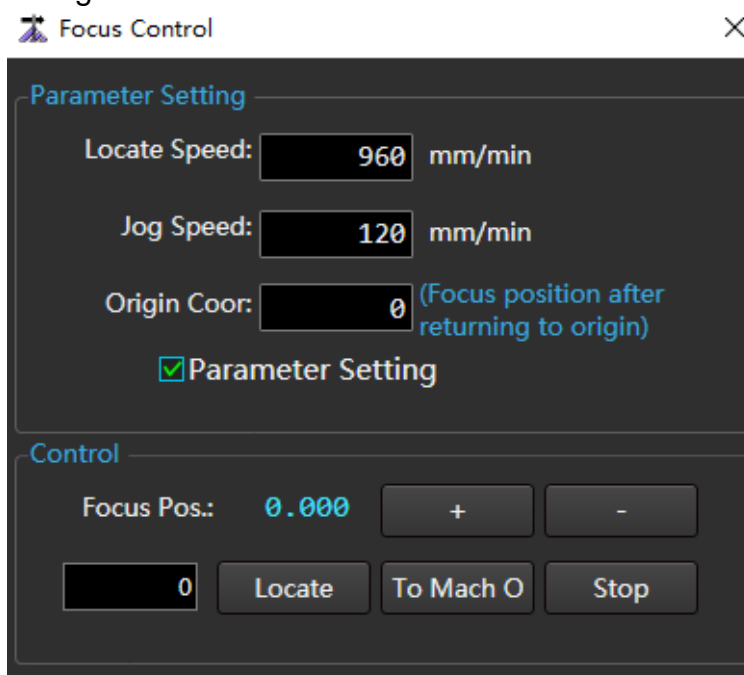 Focus Control
Parameter Setting
Locate Speed: 960 mm/min
Jog Speed: 120 mm/min
Origin Coor: 0 (Focus position after
returning to origin)
Parameter Setting
Control
Focus Pos.: 0.000 + -
0 Locate To Mach O Stop